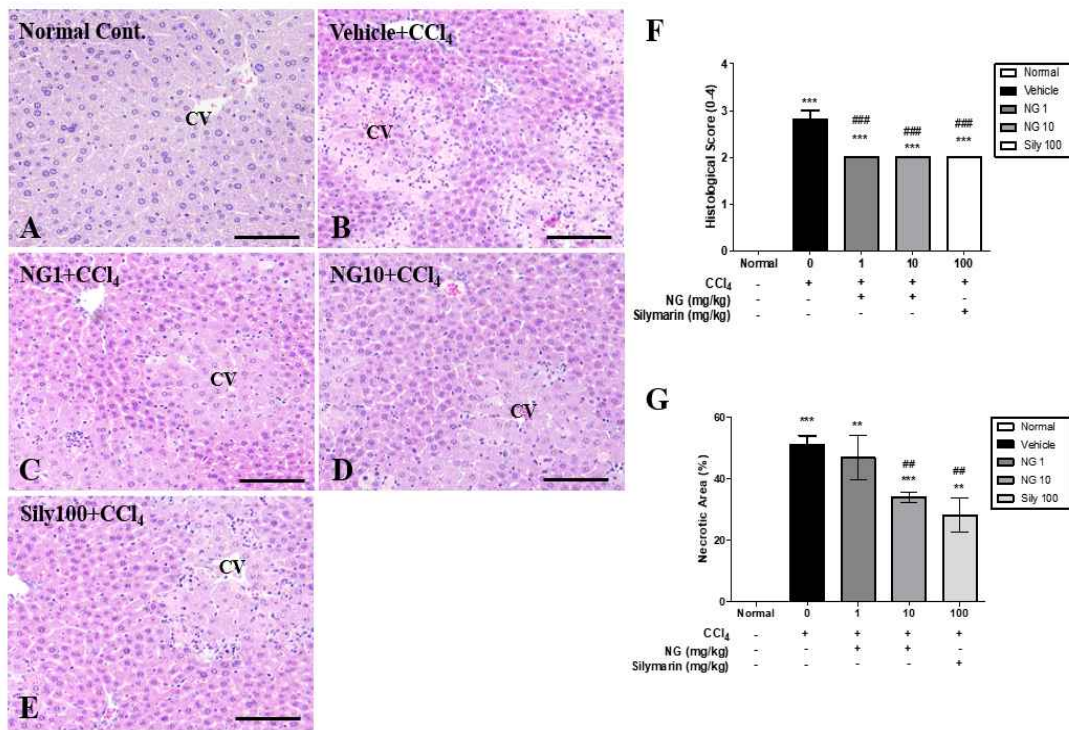 Normal Cont.
CV
A
Vehicle+CCl₄
CV
B
NG1+CCl₄
CV
C
NG10+CCl₄
CV
D
Sily100+CCl₄
CV
E
F
Histological Score (0-4)
4
3
2
1
0
***
###
***
###
***
###
***
Normal 0 1 10 100
CCl₄ - + + + +
NG (mg/kg) - - + + -
Silymarin (mg/kg) - - - - +
Normal
Vehicle
NG 1
NG 10
Sily 100
G
Necrotic Area (%)
60
40
20
0
***
**
##
***
##
**
Normal 0 1 10 100
CCl₄ - + + + +
NG (mg/kg) - - + + -
Silymarin (mg/kg) - - - - +
Normal
Vehicle
NG 1
NG 10
Sily 100